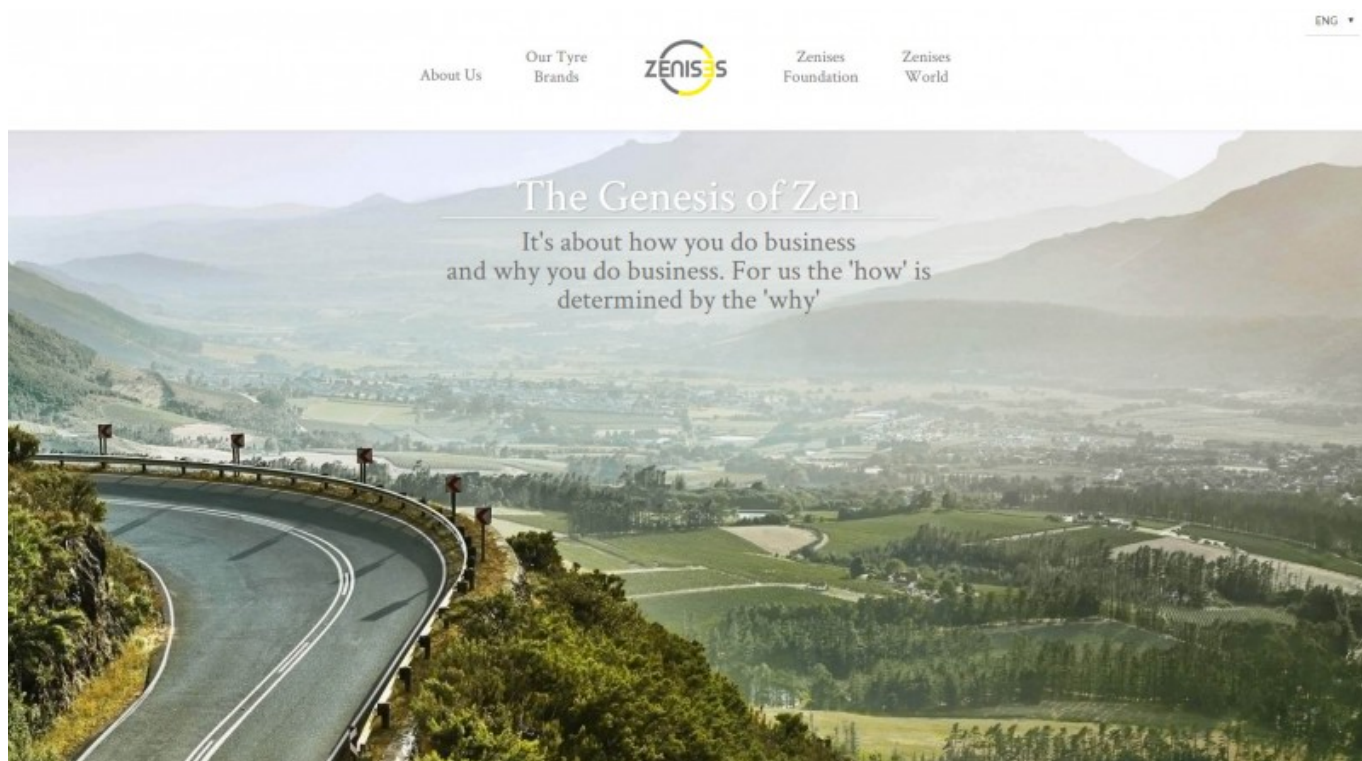 ENG
About Us
Our Tyre
Brands
ZENISES
Zenises
Foundation
Zenises
World
The Genesis of Zen
It's about how you do business
and why you do business. For us the 'how' is
determined by the 'why'